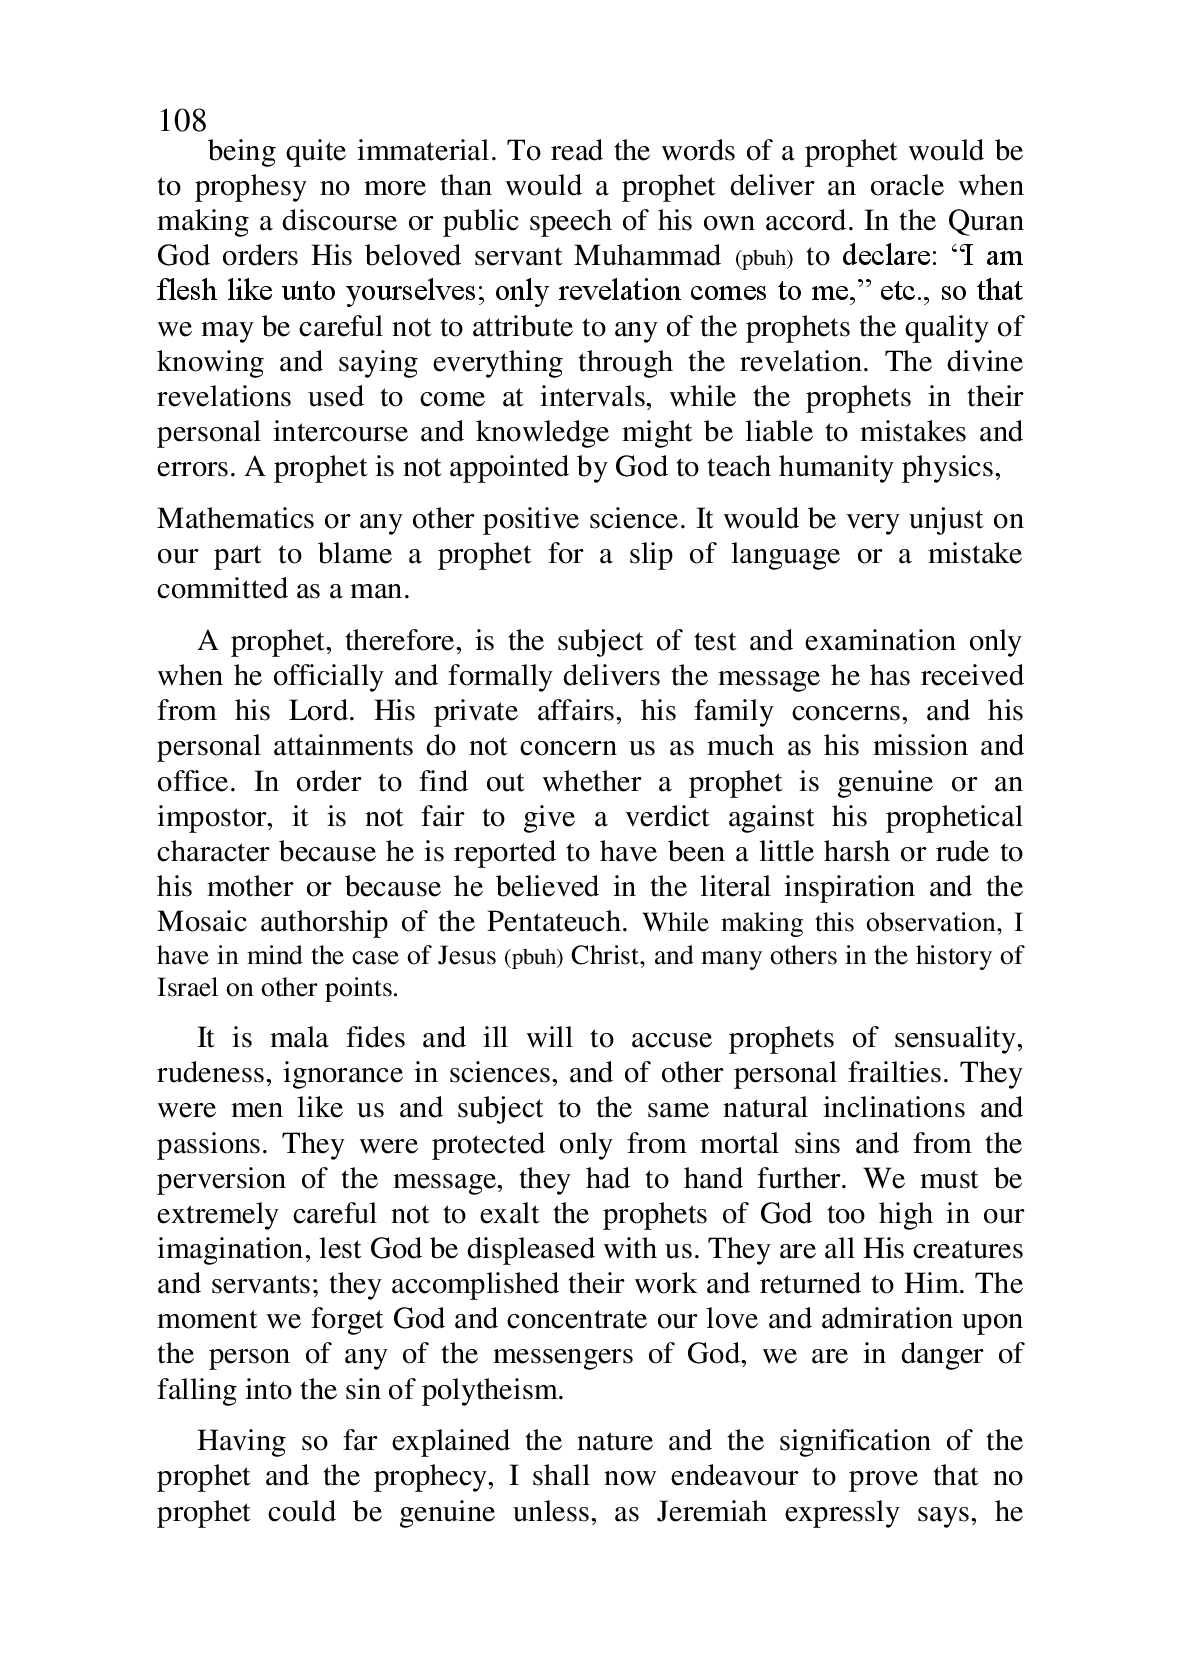 108
being quite immaterial. To read the words of a prophet would be
to prophesy no more than would a prophet deliver an oracle when
making a discourse or public speech of his own accord. In the Quran
God orders His beloved servant Muhammad (pbuh) to declare: “I am
flesh like unto yourselves; only revelation comes to me,” etc., so that
we may be careful not to attribute to any of the prophets the quality of
knowing and saying everything through the revelation. The divine
revelations used to come at intervals, while the prophets in their
personal intercourse and knowledge might be liable to mistakes and
errors. A prophet is not appointed by God to teach humanity physics,
Mathematics or any other positive science. It would be very unjust on
our part to blame a prophet for a slip of language or a mistake
committed as a man.
A prophet, therefore, is the subject of test and examination only
when he officially and formally delivers the message he has received
from his Lord. His private affairs, his family concerns, and his
personal attainments do not concern us as much as his mission and
office. In order to find out whether a prophet is genuine or an
impostor, it is not fair to give a verdict against his prophetical
character because he is reported to have been a little harsh or rude to
his mother or because he believed in the literal inspiration and the
Mosaic authorship of the Pentateuch. While making this observation, I
have in mind the case of Jesus (pbuh) Christ, and many others in the history of
Israel on other points.
It is mala fides and ill will to accuse prophets of sensuality,
rudeness, ignorance in sciences, and of other personal frailties. They
were men like us and subject to the same natural inclinations and
passions. They were protected only from mortal sins and from the
perversion of the message, they had to hand further. We must be
extremely careful not to exalt the prophets of God too high in our
imagination, lest God be displeased with us. They are all His creatures
and servants; they accomplished their work and returned to Him. The
moment we forget God and concentrate our love and admiration upon
the person of any of the messengers of God, we are in danger of
falling into the sin of polytheism.
Having so far explained the nature and the signification of the
prophet and the prophecy, I shall now endeavour to prove that no
prophet could be genuine unless, as Jeremiah expressly says, he